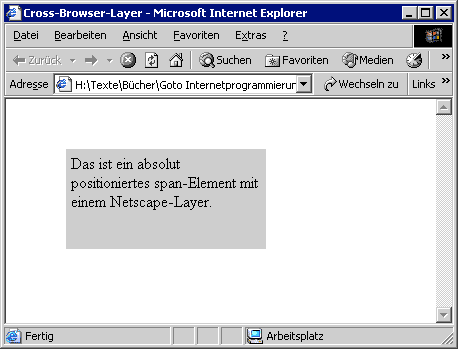 Cross-Browser-Layer - Microsoft Internet Explorer
Datei Bearbeiten Ansicht Favoriten Extras ?
Zurück Suchen Favoriten Medien »
Adresse H:\Texte\Bücher\Goto Internetprogrammierun Wechseln zu Links »
Das ist ein absolut
positioniertes span-Element mit
einem Netscape-Layer.
Fertig Arbeitsplatz